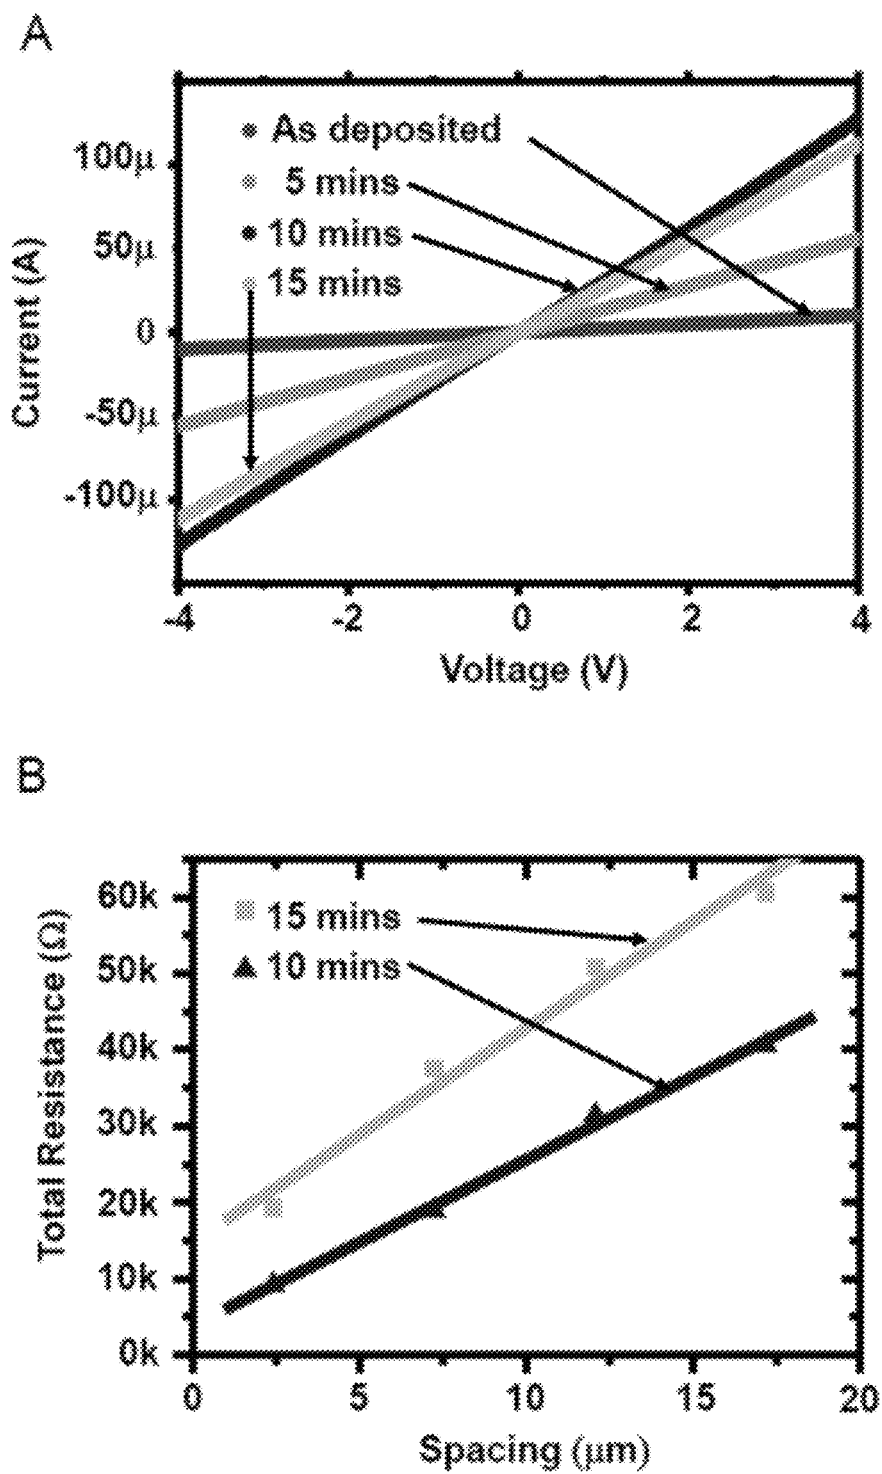 A
As deposited
5 mins
10 mins
15 mins
100µ
50µ
0
-50µ
-100µ
Current (A)
-4
-2
0
2
4
Voltage (V)
B
15 mins
10 mins
60k
50k
40k
30k
20k
10k
0k
Total Resistance (Ω)
0
5
10
15
20
Spacing (µm)